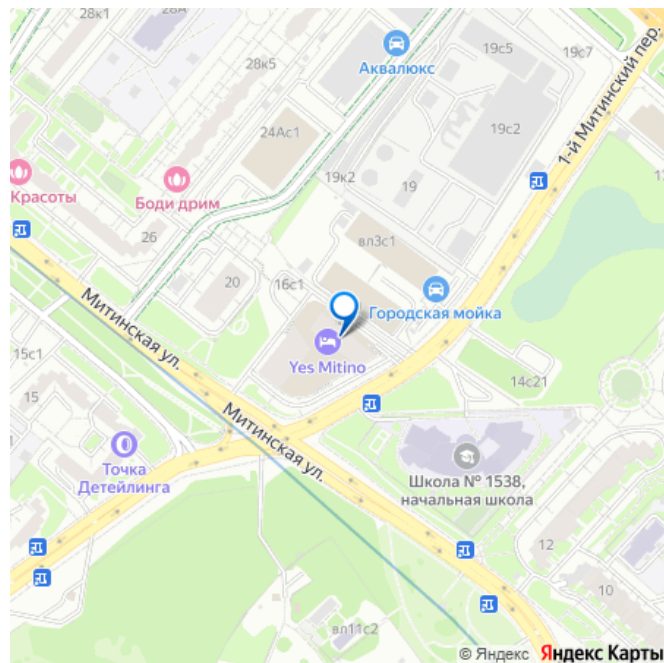 28к1
28А
19с5
19с7
Аквалюкс
28к5
24Ас1
19с2
1-й Митинский пер.
19к2
19
Красоты
Боди дрим
26
вл3с1
20
16с1
Городская мойка
Митинская ул.
Yes Mitino
15с1
14с21
15
Митинская ул.
Точка
Детейлинга
Школа № 1538,
начальная школа
12
10
вл11с2
© Яндекс Яндекс Карты